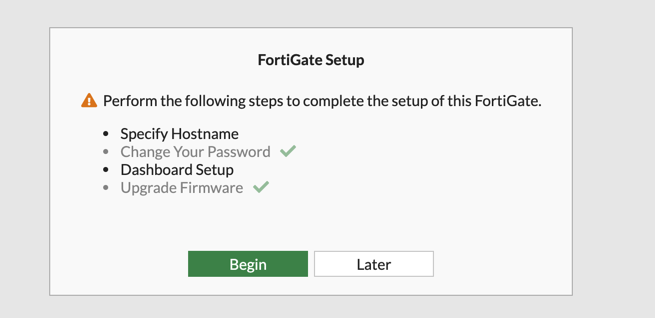 FortiGate Setup
Perform the following steps to complete the setup of this FortiGate.
• Specify Hostname
• Change Your Password
• Dashboard Setup
• Upgrade Firmware
Begin
Later